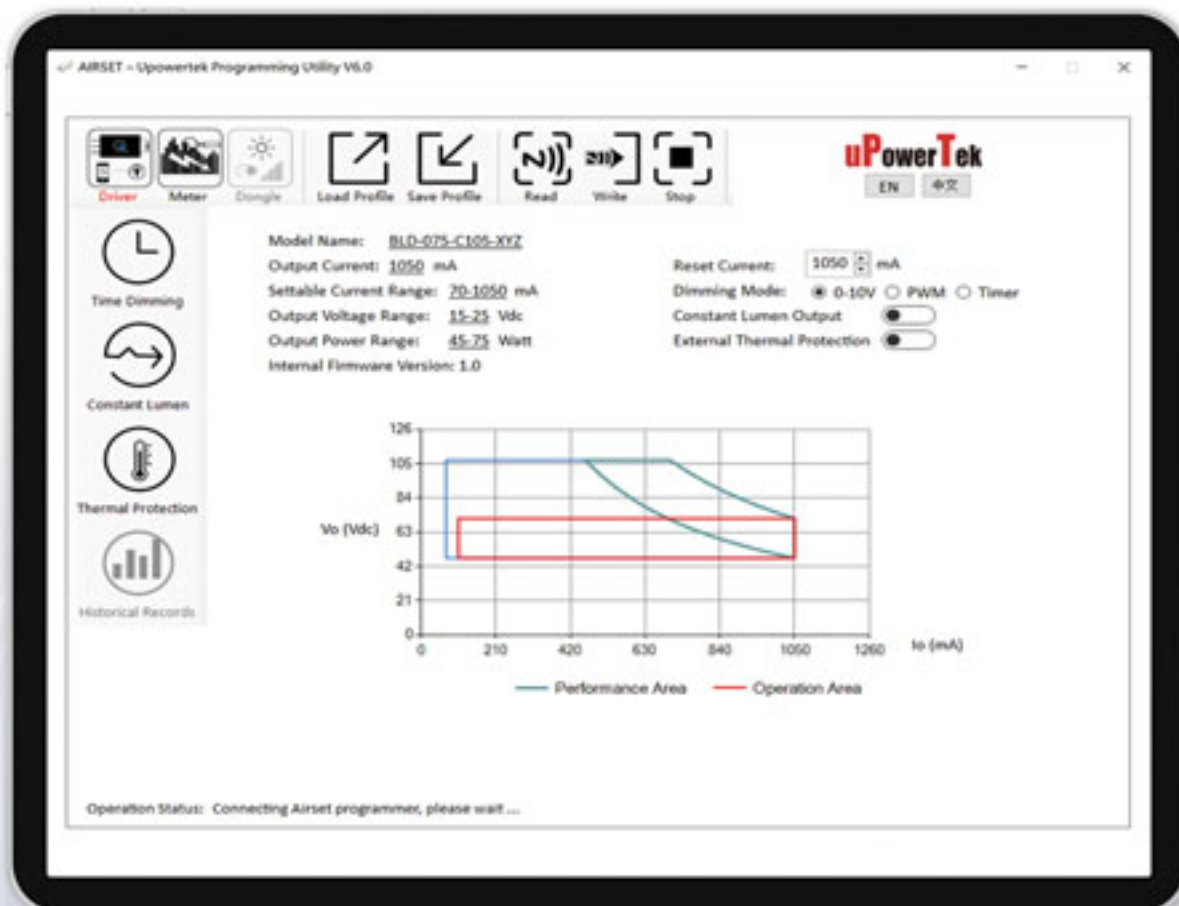 AIRSET – Upowertek Programming Utility V6.0
Driver Meter Dongle Load Profile Save Profile Read Write Stop
uPowerTek
EN 中文
Time Dimming
Constant Lumen
Thermal Protection
Historical Records
Model Name: BLD-075-C105-XYZ
Output Current: 1050 mA
Settable Current Range: 70-1050 mA
Output Voltage Range: 15-25 Vdc
Output Power Range: 45-75 Watt
Internal Firmware Version: 1.0
Reset Current: 1050 mA
Dimming Mode: 0-10V PWM Timer
Constant Lumen Output
External Thermal Protection
126
105
84
Vo (Vdc) 63
42
21
0
0 210 420 630 840 1050 1260 Io (mA)
Performance Area Operation Area
Operation Status: Connecting Airset programmer, please wait ...